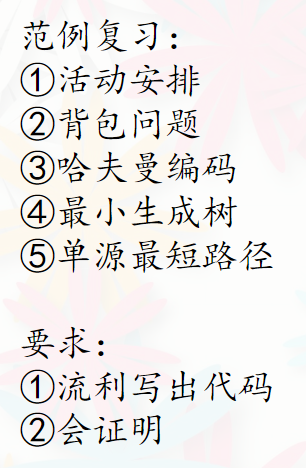 范例复习：
①活动安排
②背包问题
③哈夫曼编码
④最小生成树
⑤单源最短路径
要求：
①流利写出代码
②会证明